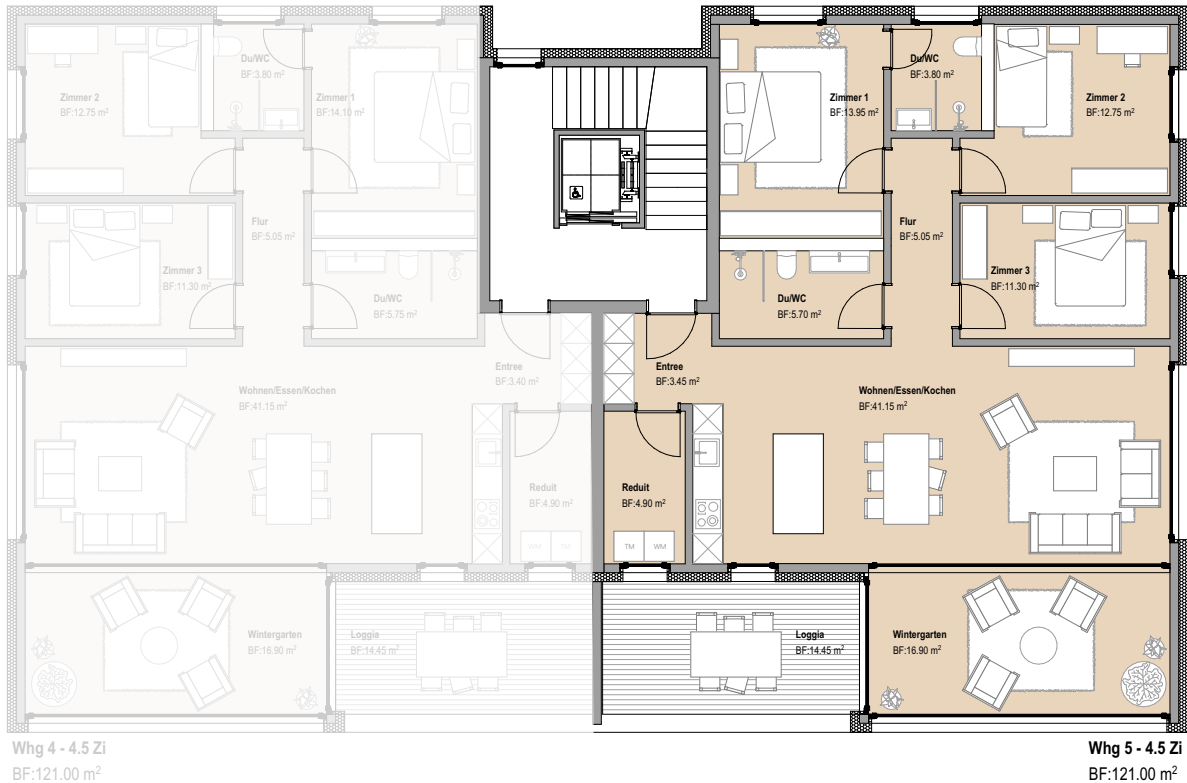 Zimmer 2
BF:12.75 m²
Du/WC
BF:3.80 m²
Zimmer 1
BF:14.10 m²
Flur
BF:5.05 m²
Zimmer 3
BF:11.30 m²
Du/WC
BF:5.75 m²
Entree
BF:3.40 m²
Wohnen/Essen/Kochen
BF:41.15 m²
Reduit
BF:4.90 m²
WM
TM
Wintergarten
BF:16.90 m²
Loggia
BF:14.45 m²
Whg 4 - 4.5 Zi
BF:121.00 m²
Zimmer 1
BF:13.95 m²
Du/WC
BF:3.80 m²
Zimmer 2
BF:12.75 m²
Flur
BF:5.05 m²
Zimmer 3
BF:11.30 m²
Du/WC
BF:5.70 m²
Entree
BF:3.45 m²
Wohnen/Essen/Kochen
BF:41.15 m²
Reduit
BF:4.90 m²
TM
WM
Loggia
BF:14.45 m²
Wintergarten
BF:16.90 m²
Whg 5 - 4.5 Zi
BF:121.00 m²